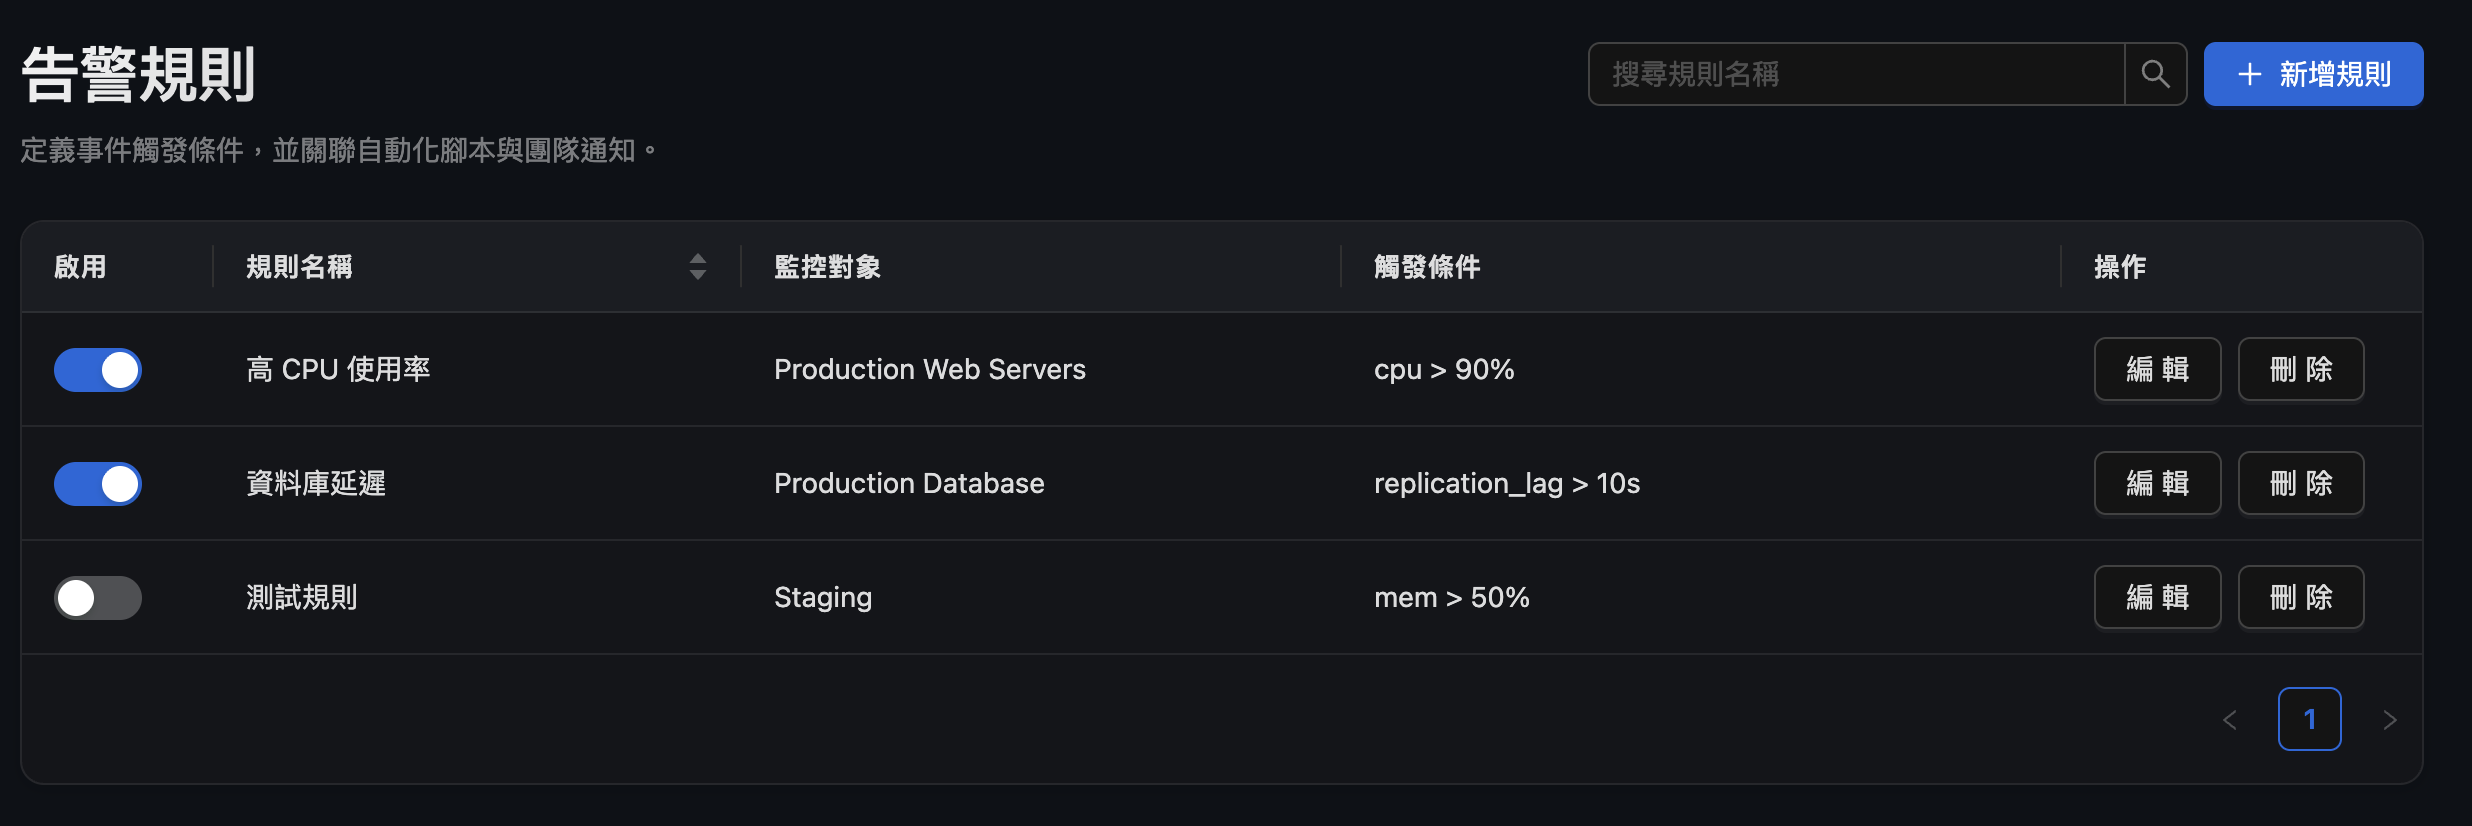 告警規則
搜尋規則名稱
新增規則
定義事件觸發條件，並關聯自動化腳本與團隊通知。
啟用 規則名稱 監控對象 觸發條件 操作
高 CPU 使用率 Production Web Servers cpu > 90% 編 輯 刪 除
資料庫延遲 Production Database replication_lag > 10s 編 輯 刪 除
測試規則 Staging mem > 50% 編 輯 刪 除
1